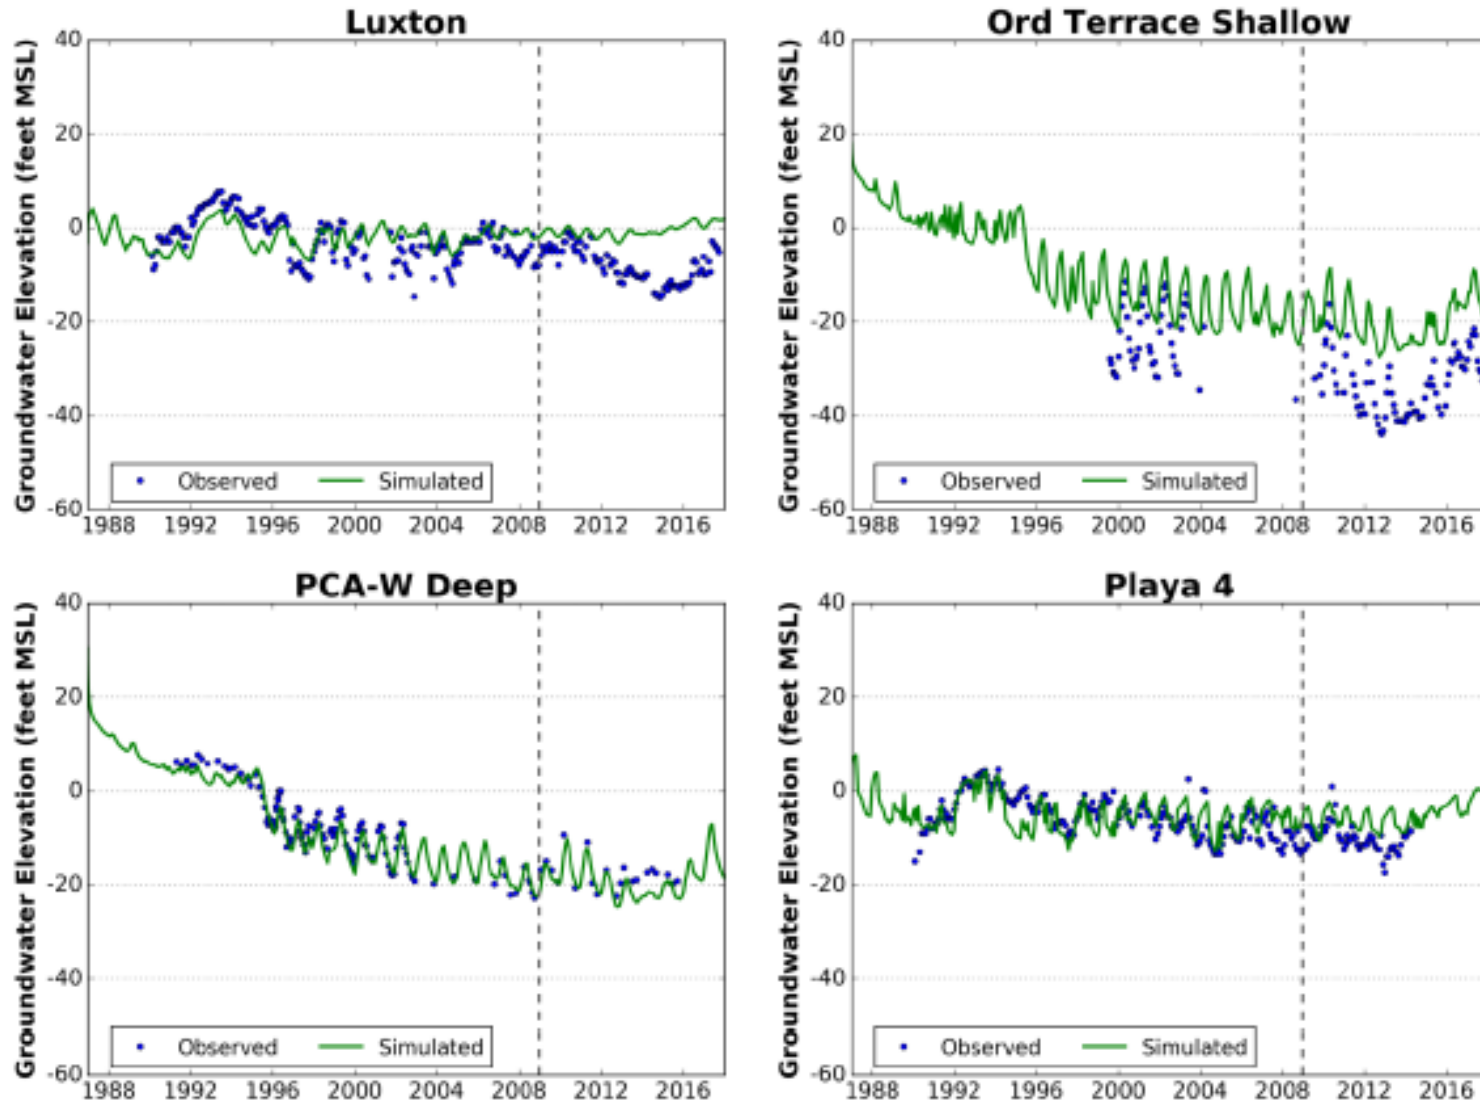 Luxton
Groundwater Elevation (feet MSL)
40
20
0
-20
-40
-60
1988 1992 1996 2000 2004 2008 2012 2016
Observed Simulated
Ord Terrace Shallow
Groundwater Elevation (feet MSL)
40
20
0
-20
-40
-60
1988 1992 1996 2000 2004 2008 2012 2016
Observed Simulated
PCA-W Deep
Groundwater Elevation (feet MSL)
40
20
0
-20
-40
-60
1988 1992 1996 2000 2004 2008 2012 2016
Observed Simulated
Playa 4
Groundwater Elevation (feet MSL)
40
20
0
-20
-40
-60
1988 1992 1996 2000 2004 2008 2012 2016
Observed Simulated